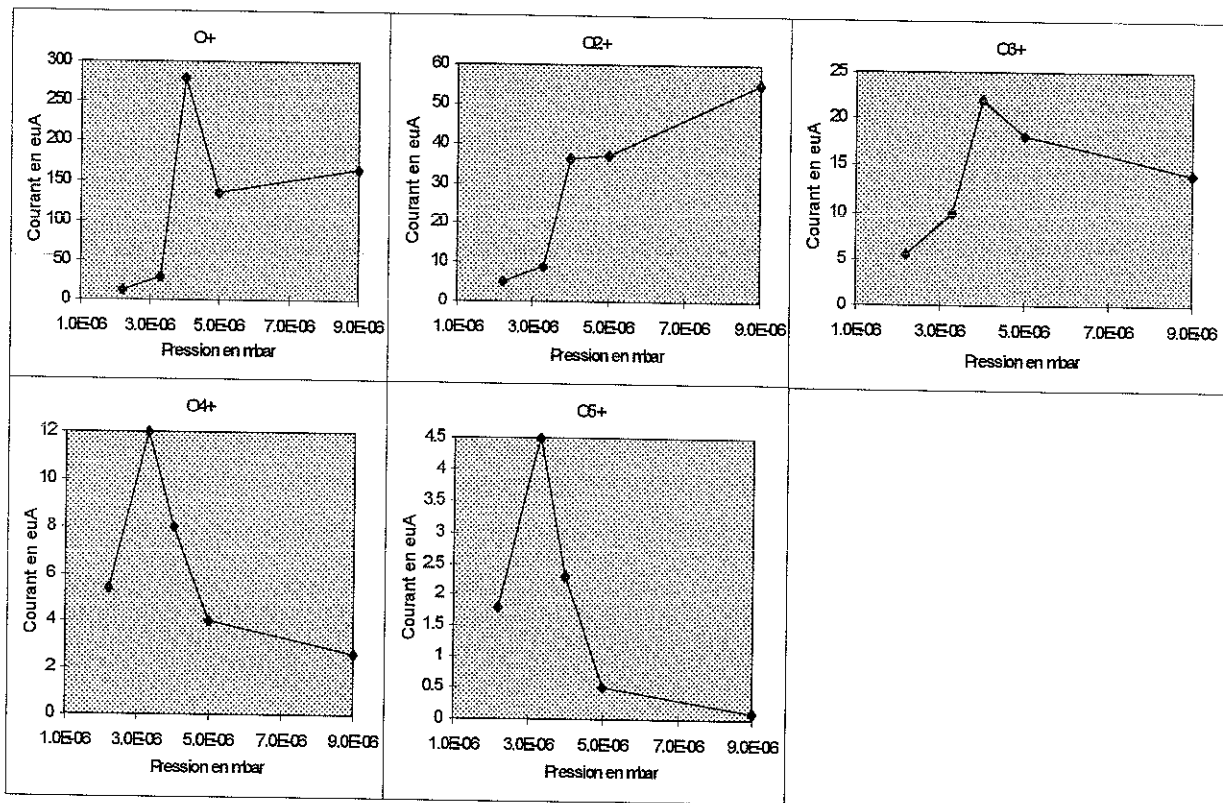 O+
300
250
200
150
100
50
0
Courant en euA
1.0E-06 3.0E-06 5.0E-06 7.0E-06 9.0E-06
Pression en mbar
O2+
60
50
40
30
20
10
0
Courant en euA
1.0E-06 3.0E-06 5.0E-06 7.0E-06 9.0E-06
Pression en mbar
O3+
25
20
15
10
5
0
Courant en euA
1.0E-06 3.0E-06 5.0E-06 7.0E-06 9.0E-06
Pression en mbar
O4+
12
10
8
6
4
2
0
Courant en euA
1.0E-06 3.0E-06 5.0E-06 7.0E-06 9.0E-06
Pression en mbar
O5+
4.5
4
3.5
3
2.5
2
1.5
1
0.5
0
Courant en euA
1.0E-06 3.0E-06 5.0E-06 7.0E-06 9.0E-06
Pression en mbar